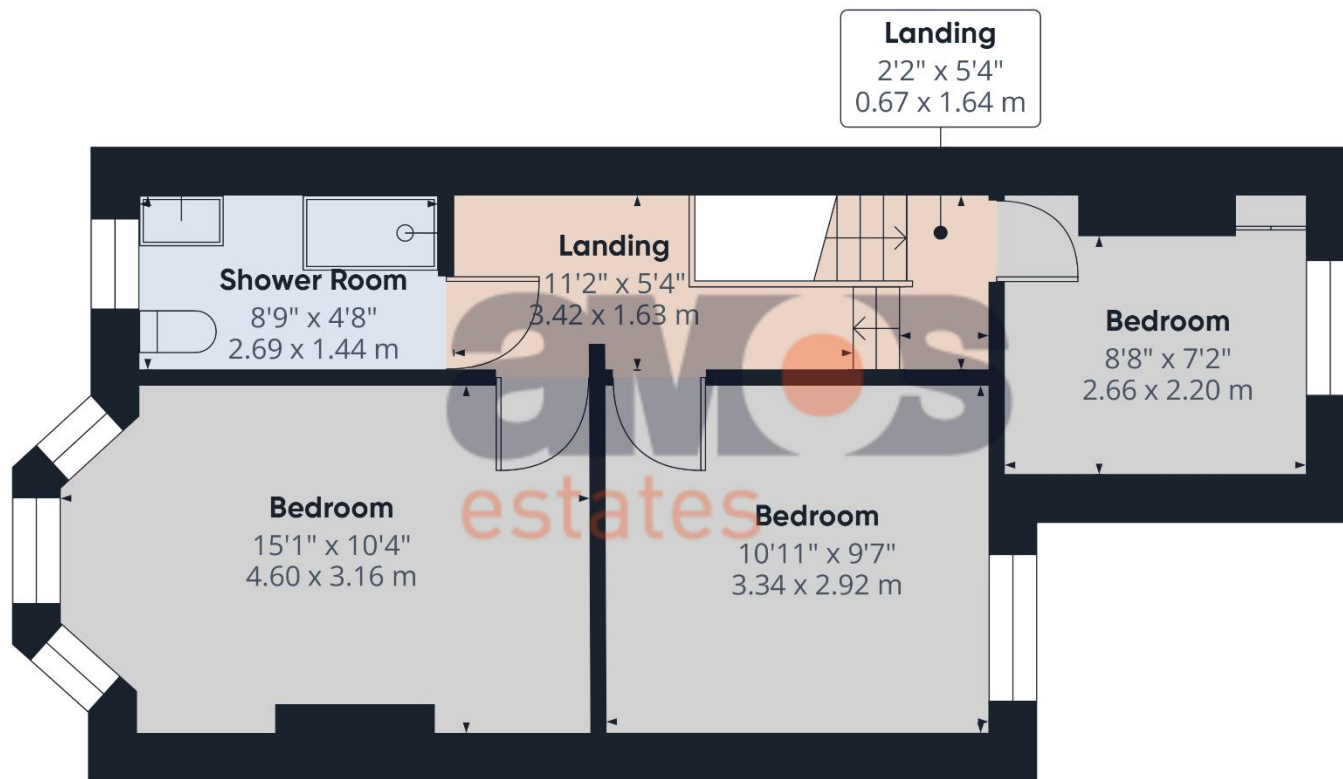 Landing
2'2" x 5'4"
0.67 x 1.64 m
Shower Room
8'9" x 4'8"
2.69 x 1.44 m
Landing
11'2" x 5'4"
3.42 x 1.63 m
Bedroom
8'8" x 7'2"
2.66 x 2.20 m
amos
estates
Bedroom
15'1" x 10'4"
4.60 x 3.16 m
Bedroom
10'11" x 9'7"
3.34 x 2.92 m